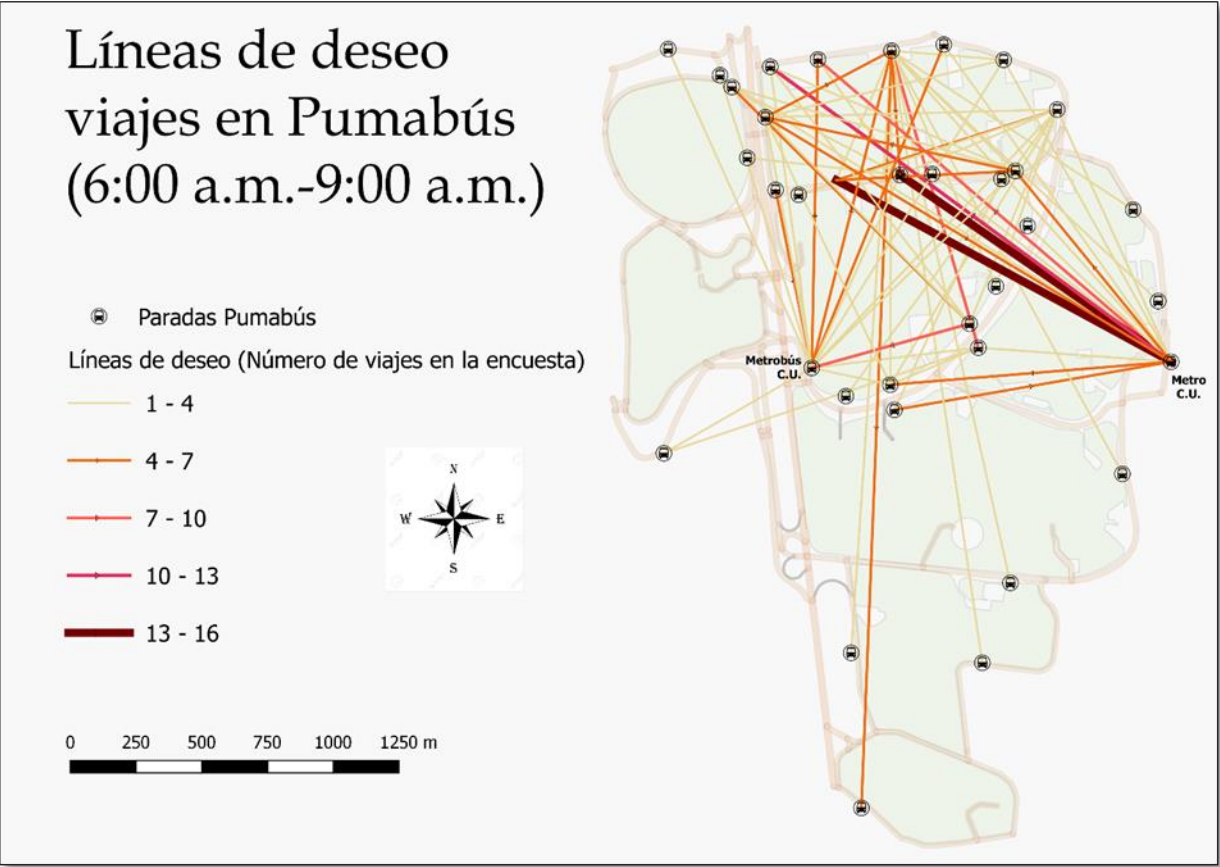 Líneas de deseo
viajes en Pumabús
(6:00 a.m.-9:00 a.m.)
Paradas Pumabús
Líneas de deseo (Número de viajes en la encuesta)
1 - 4
4 - 7
7 - 10
10 - 13
13 - 16
N
W
E
S
0 250 500 750 1000 1250 m
Metrobús
C.U.
Metro
C.U.